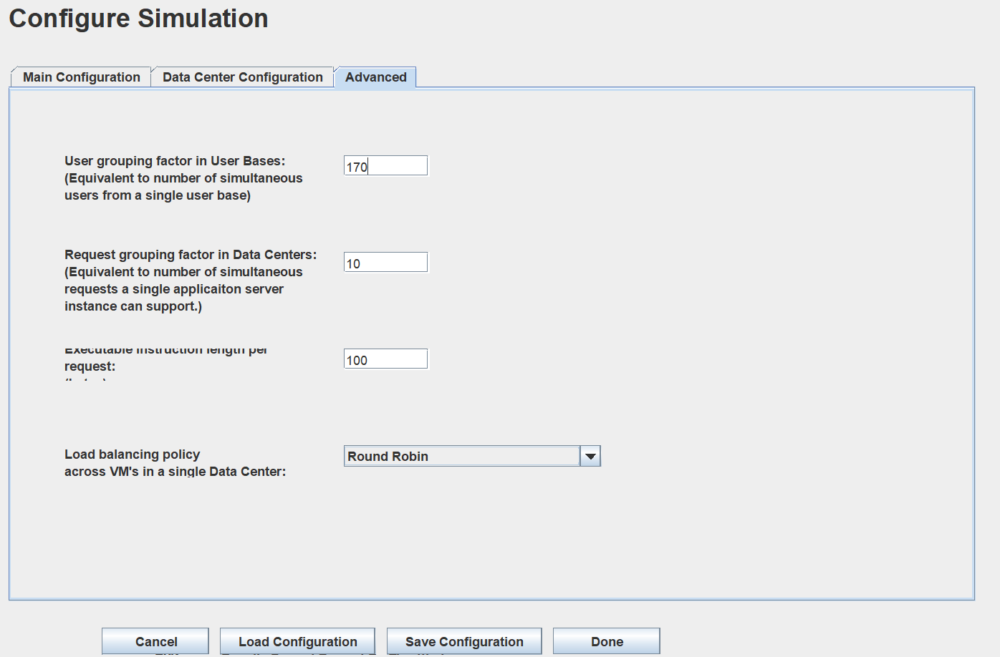 Configure Simulation
Main Configuration Data Center Configuration Advanced
User grouping factor in User Bases: 170
(Equivalent to number of simultaneous
users from a single user base)
Request grouping factor in Data Centers: 10
(Equivalent to number of simultaneous
requests a single applicaiton server
instance can support.)
Executable instruction length per
request: 100
Load balancing policy Round Robin
across VM's in a single Data Center:
Cancel Load Configuration Save Configuration Done